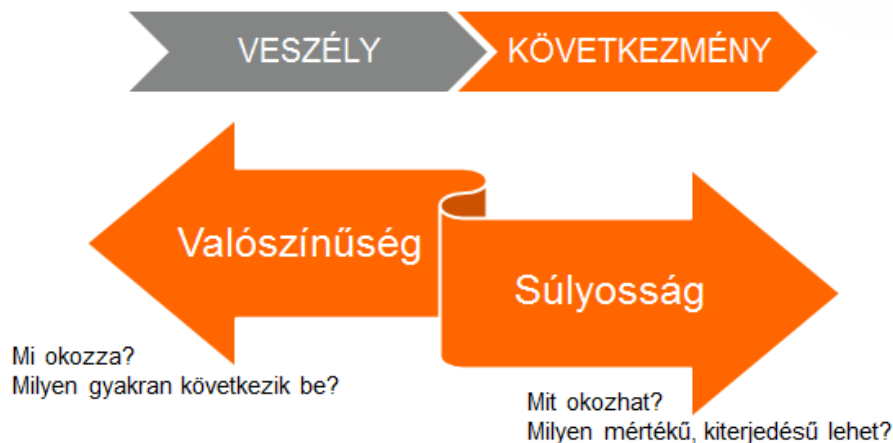 VESZÉLY
KÖVETKEZMÉNY
Valószínűség
Súlyosság
Mi okozza?
Milyen gyakran következik be?
Mit okozhat?
Milyen mértékű, kiterjedésű lehet?